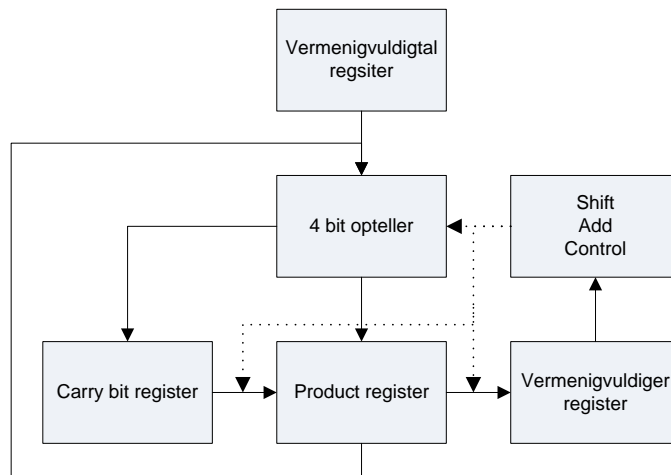 Vermenigvuldigtal
regsiter
4 bit opteller
Shift
Add
Control
Carry bit register
Product register
Vermenigvuldiger
register